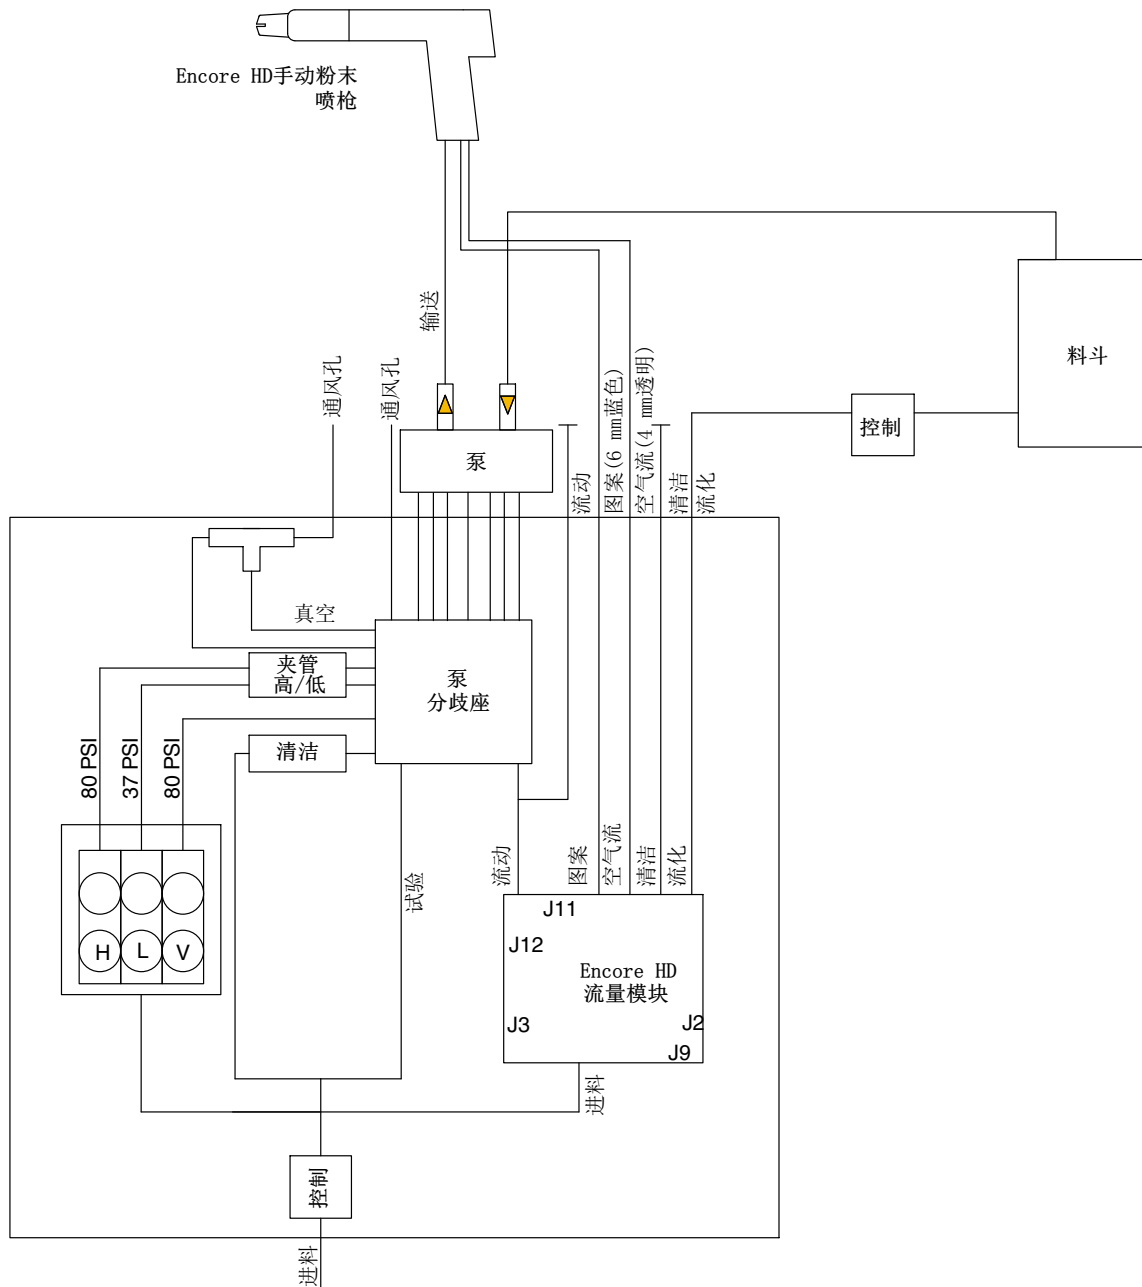 Encore HD手动粉末
喷枪
输送
通风孔
通风孔
泵
流动
图案(6 mm蓝色)
空气流(4 mm透明)
清洁
流化
控制
料斗
真空
夹管
高/低
泵
分歧座
清洁
80 PSI
37 PSI
80 PSI
试验
流动
图案
空气流
清洁
流化
H
L
V
J11
J12
Encore HD
流量模块
J3
J2
J9
进料
控制
进料